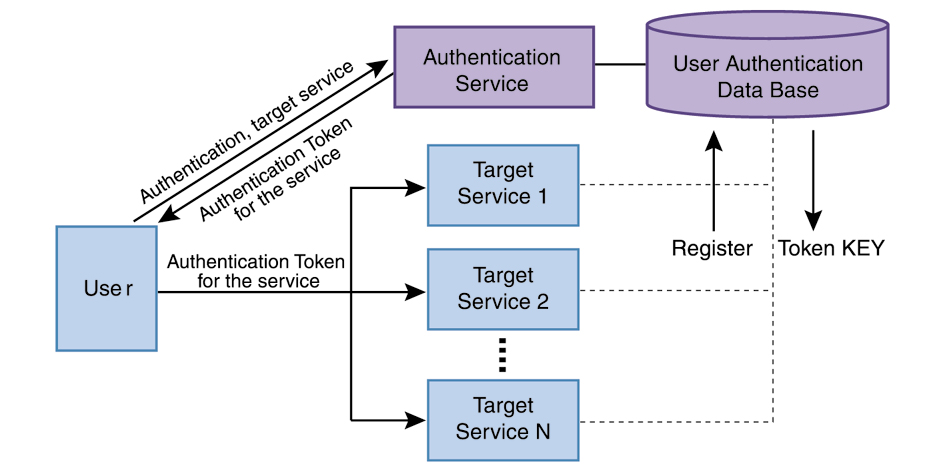 Authentication
Service
User Authentication
Data Base
Authentication, target service
Authentication Token
for the service
Target
Service 1
Register
Token KEY
User
Authentication Token
for the service
Target
Service 2
Target
Service N